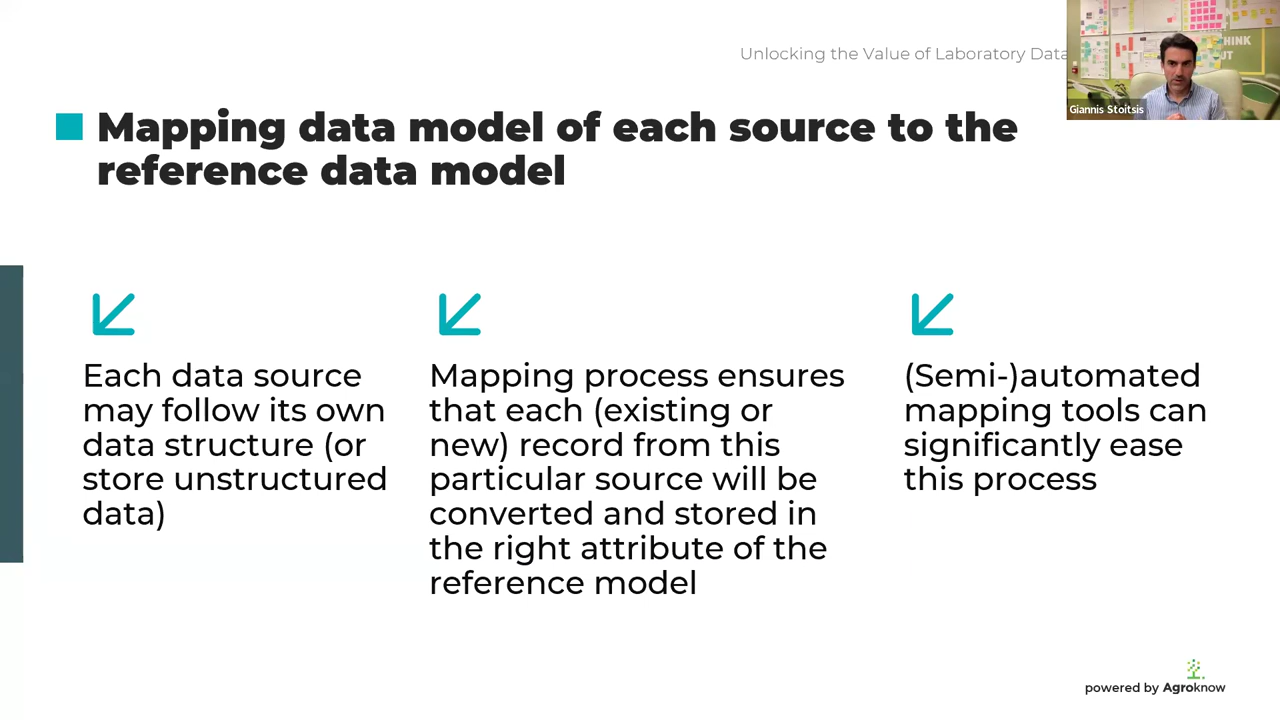 Unlocking the Value of Laboratory Data
Giannis Stoitsis
Mapping data model of each source to the
reference data model
Each data source
may follow its own
data structure (or
store unstructured
data)
Mapping process ensures
that each (existing or
new) record from this
particular source will be
converted and stored in
the right attribute of the
reference model
(Semi-)automated
mapping tools can
significantly ease
this process
powered by Agroknow